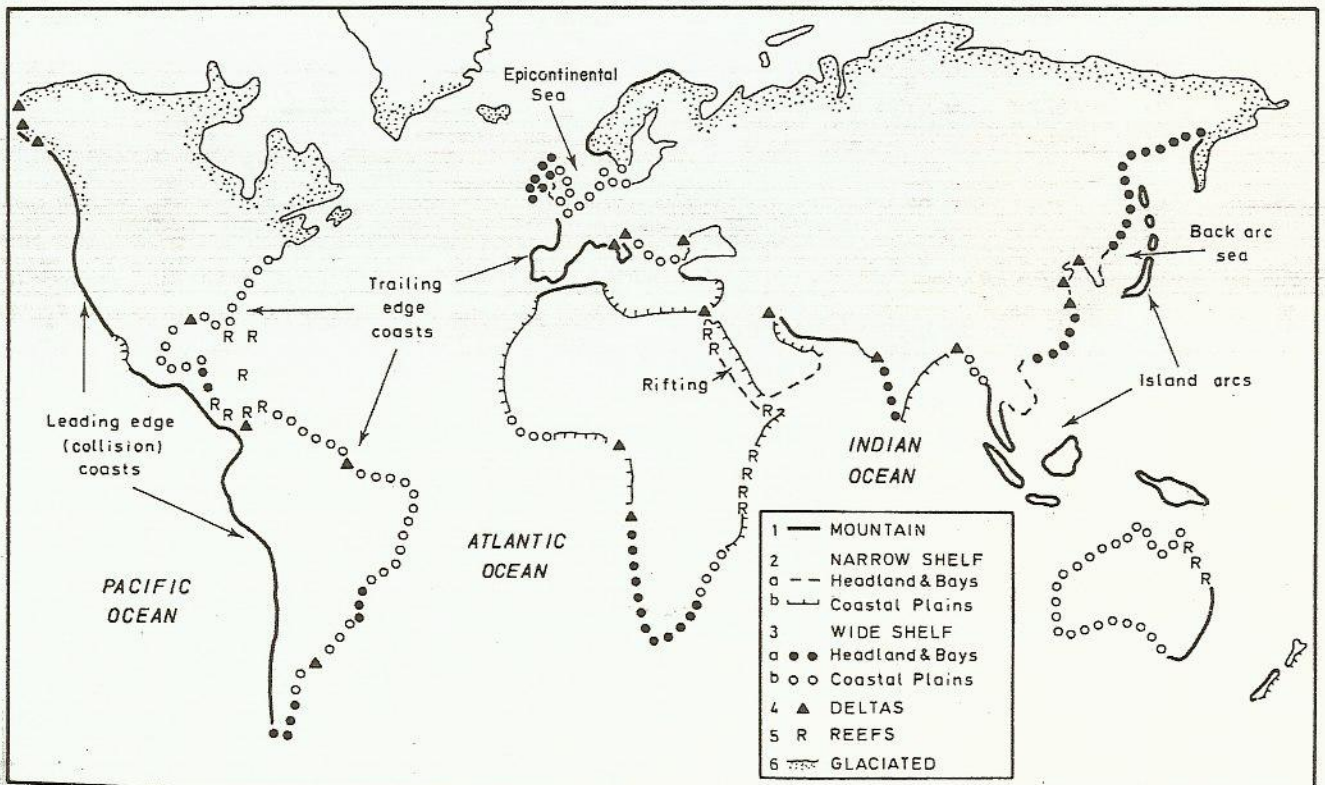 Epicontinental
Sea
Back arc
sea
Trailing
edge
coasts
Rifting
Island arcs
Leading edge
(collision)
coasts
INDIAN
OCEAN
ATLANTIC
OCEAN
PACIFIC
OCEAN
R R
R
R R R R
R
R
R
R
R
R
R
R
R
R
R
R
R
R
1 MOUNTAIN
2 NARROW SHELF
a Headland & Bays
b Coastal Plains
3 WIDE SHELF
a Headland & Bays
b Coastal Plains
4 DELTAS
5 R REEFS
6 GLACIATED